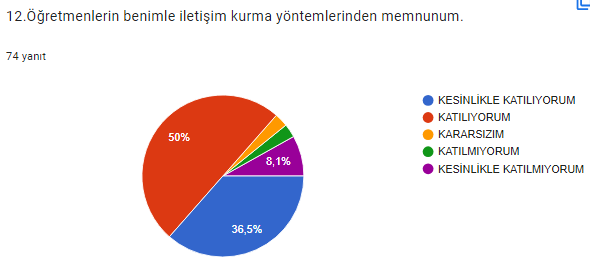 12.Öğretmenlerin benimle iletişim kurma yöntemlerinden memnunum.
74 yanıt
KESİNLİKLE KATILIYORUM
KATILIYORUM
KARARSIZIM
KATILMIYORUM
KESİNLİKLE KATILMIYORUM
50%
8,1%
36,5%